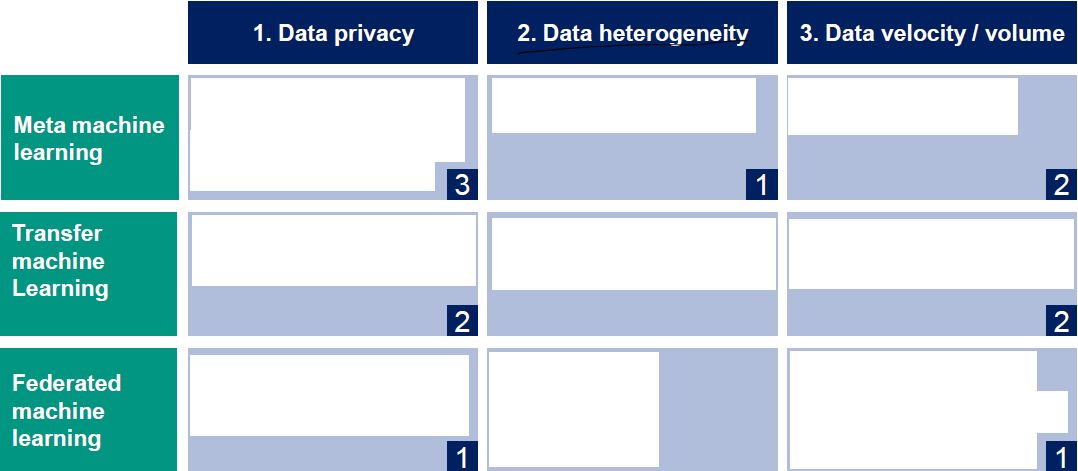 1. Data privacy
2. Data heterogeneity
3. Data velocity / volume
Meta machine
learning
3
1
2
Transfer
machine
Learning
2
2
Federated
machine
learning
1
1